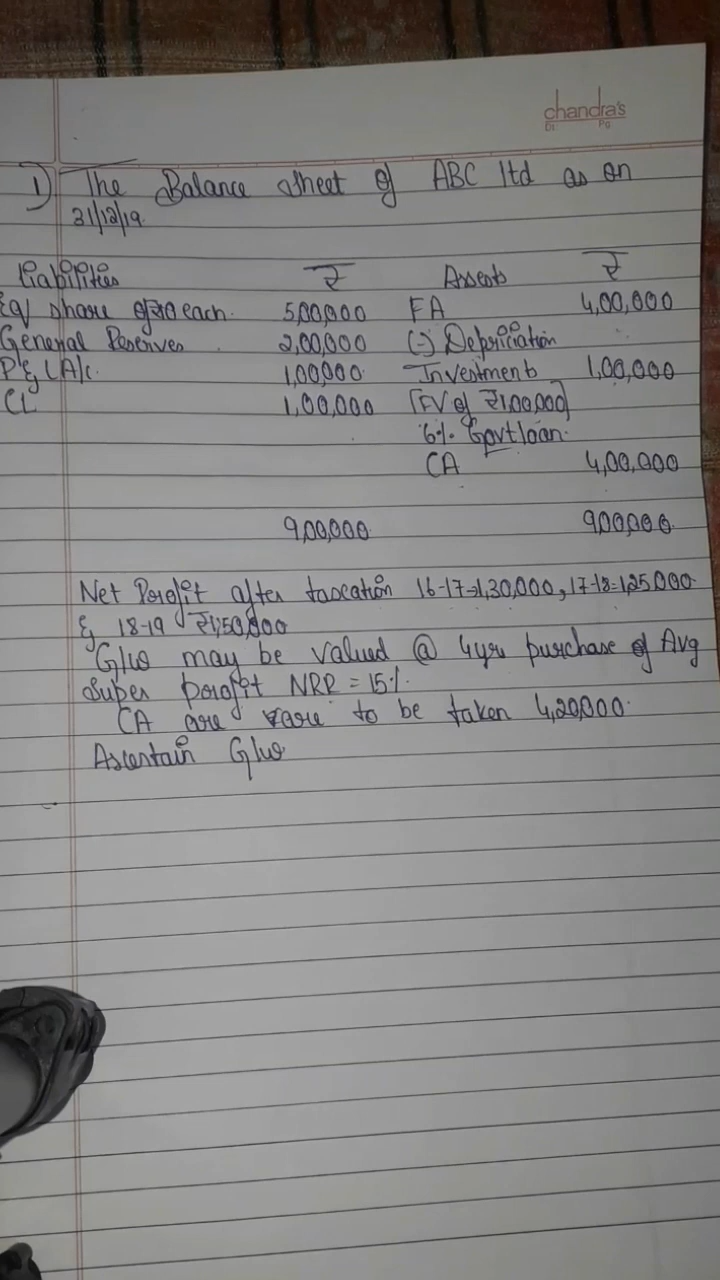 chandra's
Dt. Pg.
1) The Balance sheet of ABC ltd as on
31/12/19.
Liabilities ₹ Assets ₹
Eq share of each. 5,00,000 FA 4,00,000
General Reserves 2,00,000 (-) Depriciation
P & L A/c. 1,00,000 Investment 1,00,000
CL 1,00,000 [FV of ₹1,00,000]
6% Govt loan.
CA 4,00,000
9,00,000 9,00,000
Net Profit after taxation 16-17=1,30,000, 17-18=1,25,000
& 18-19 ₹1,50,000
G/w may be valued @ 4yrs purchase of Avg
Super profit NRR = 15%.
CA are to be taken 4,20,000.
Ascertain G/w